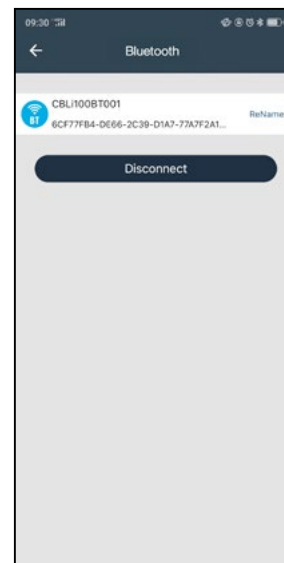 09:30
Bluetooth
CBLI100BT001
6CF77FB4-DE66-2C39-D1A7-77A7F2A1...
ReName
BT
Disconnect